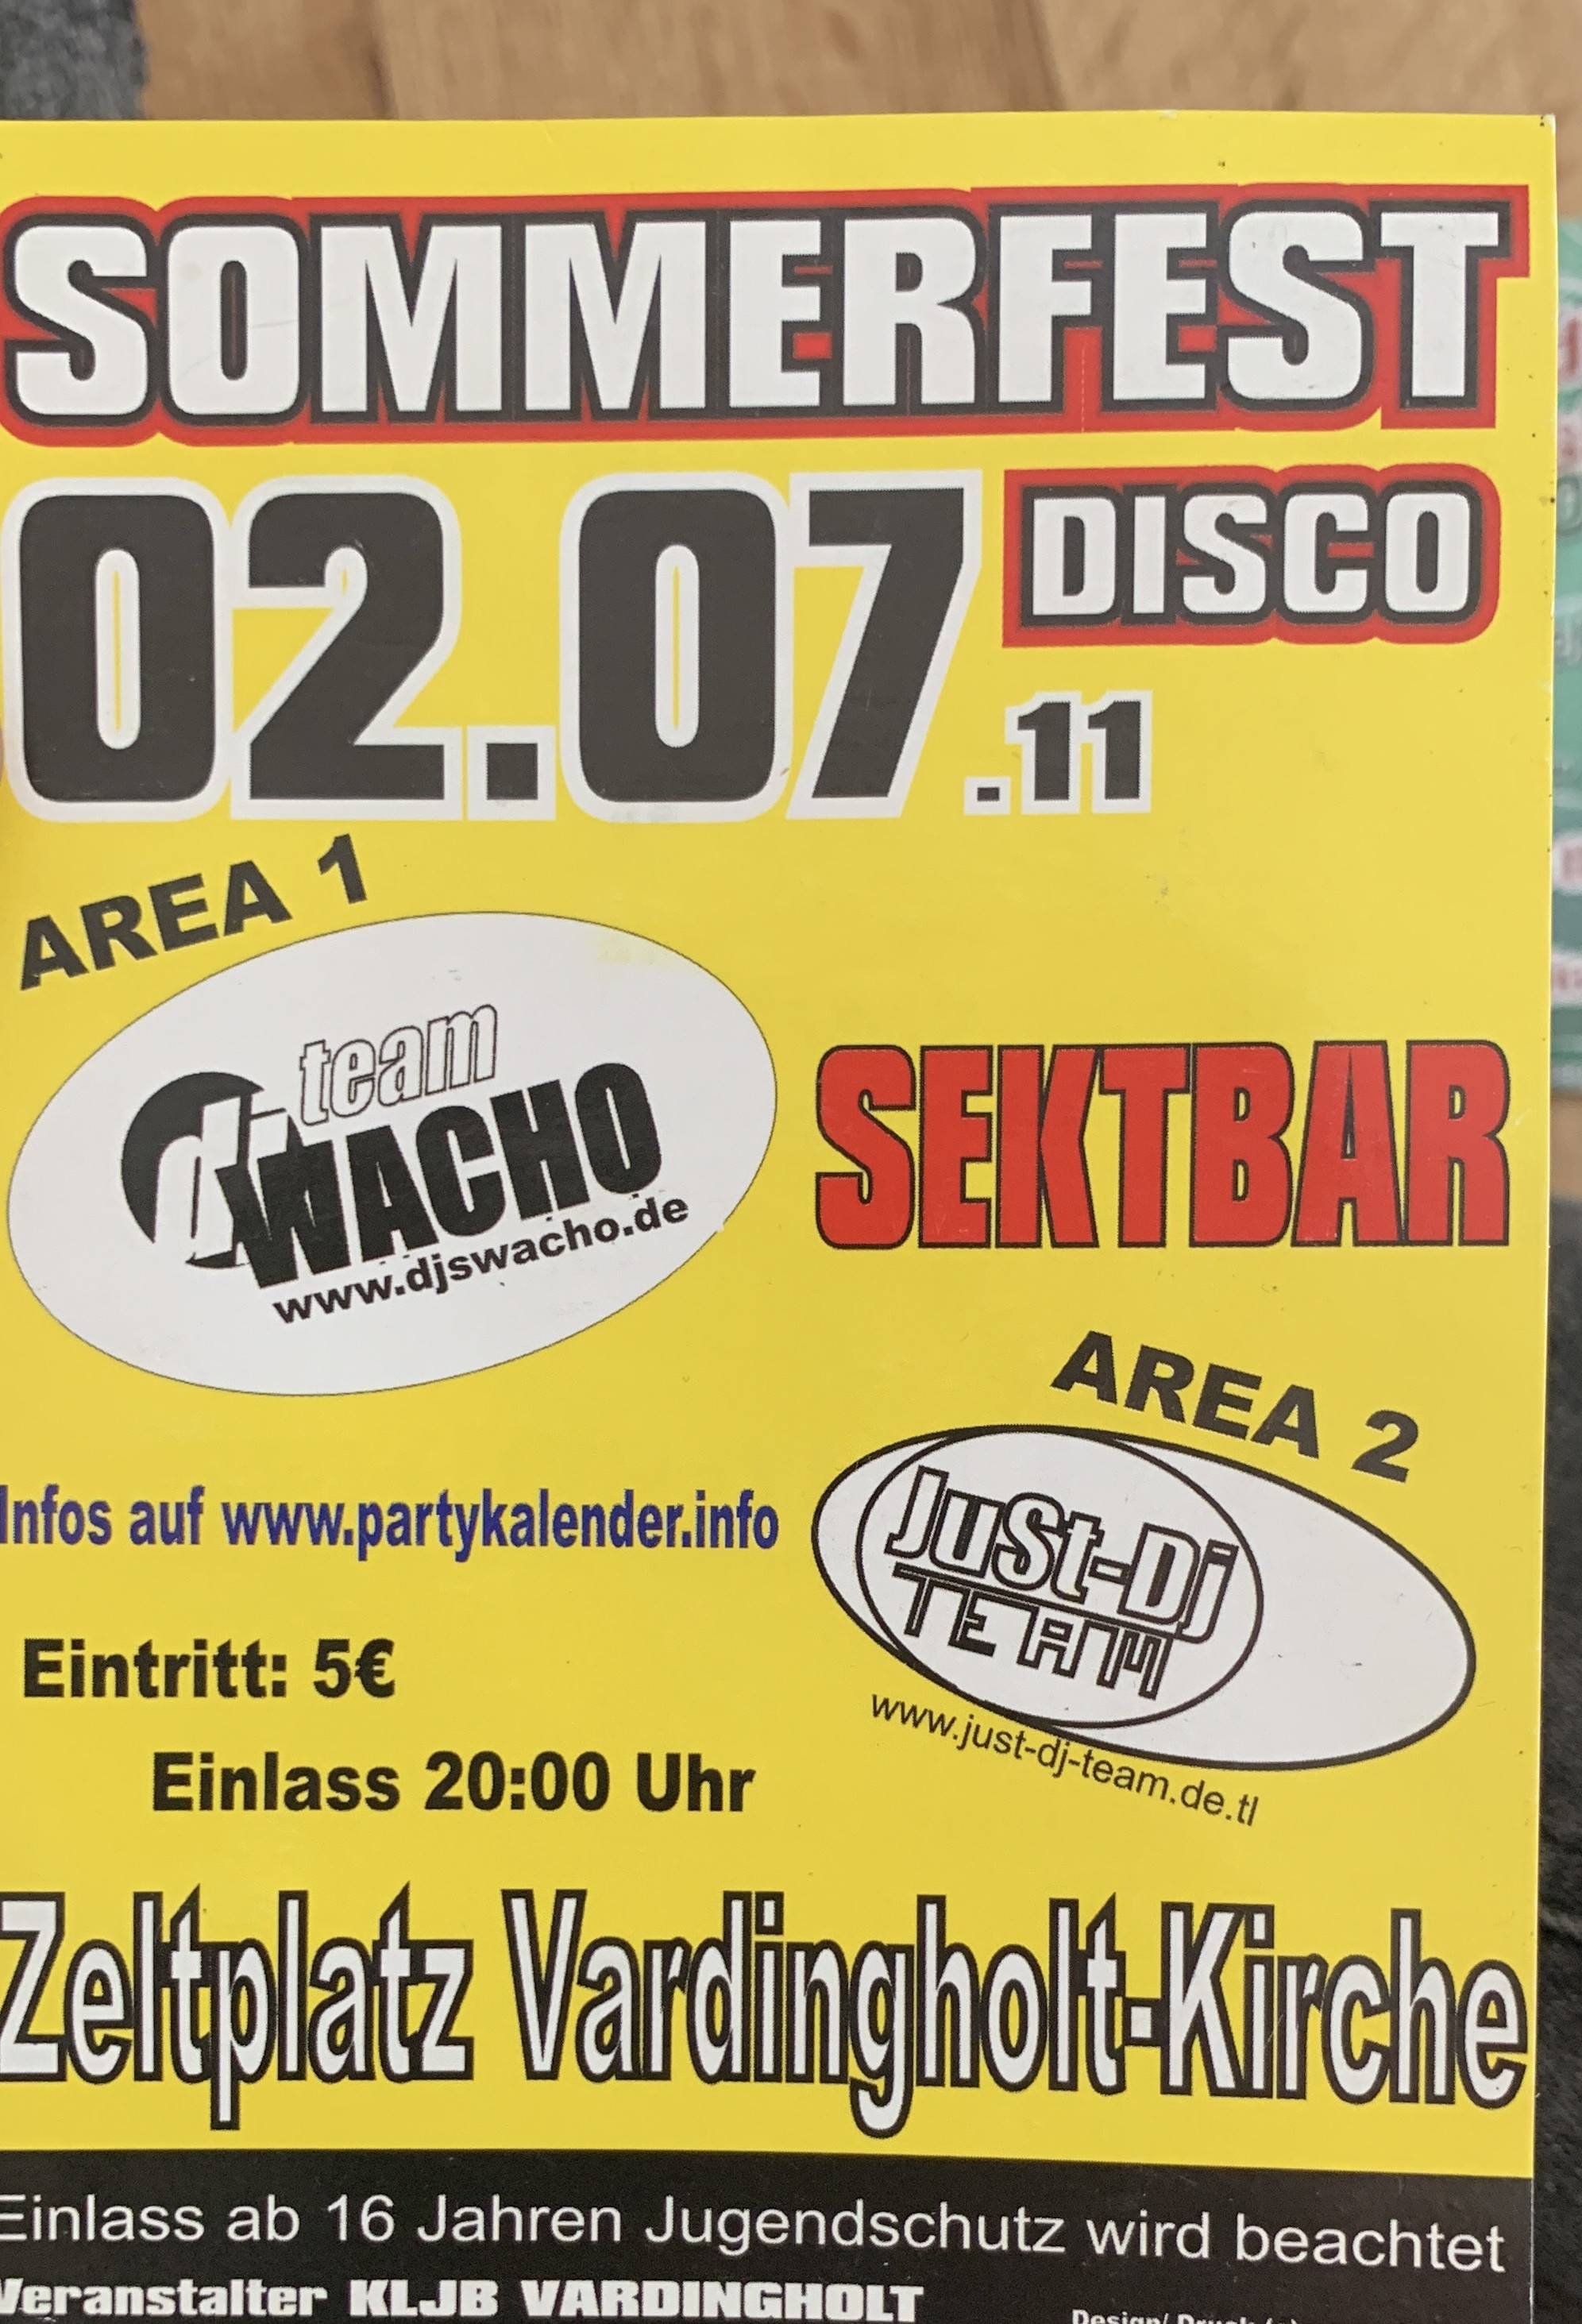 SOMMERFEST
02.07.11
DISCO
AREA 1
dj team
WACHO
www.djswacho.de
SEKTBAR
AREA 2
JuSt-Dj
TEAM
www.just-dj-team.de.tl
Infos auf www.partykalender.info
Eintritt: 5€
Einlass 20:00 Uhr
Zeltplatz Vardingholt-Kirche
Einlass ab 16 Jahren Jugendschutz wird beachtet
Veranstalter KLJB VARDINGHOLT